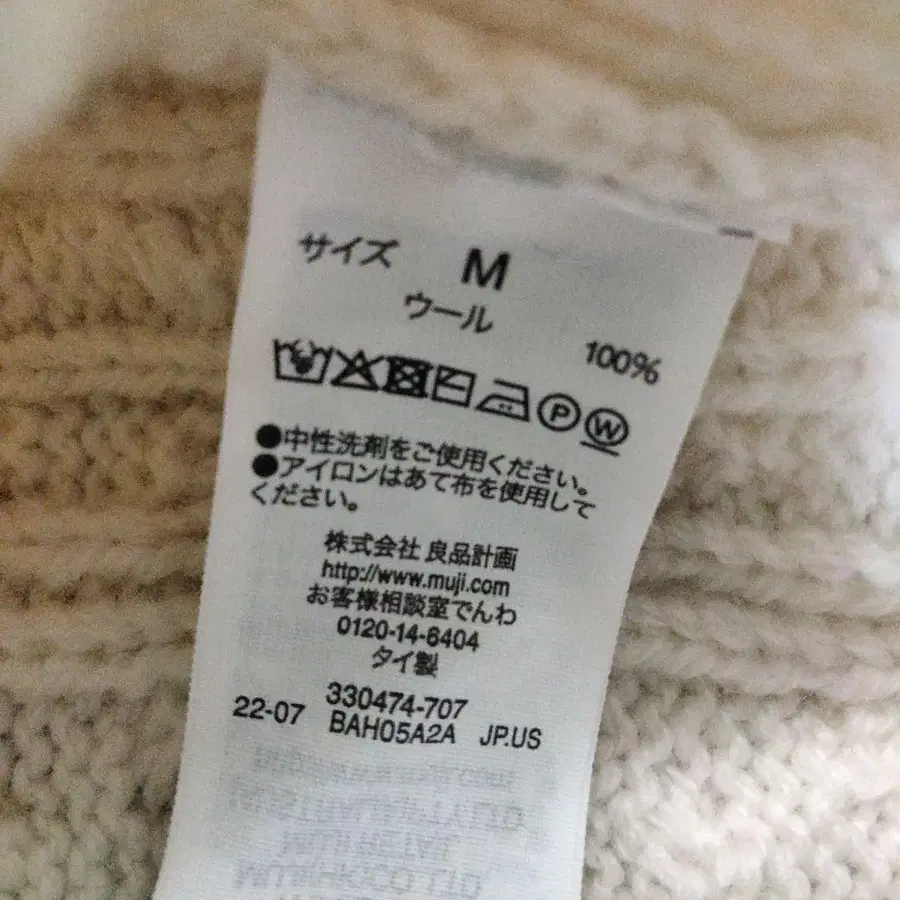 サイズ M
ウール
100%
P W
●中性洗剤をご使用ください。
●アイロンはあて布を使用して
ください。
株式会社 良品計画
http://www.muji.com
お客様相談室でんわ
0120-14-6404
タイ製
330474-707
22-07 BAH05A2A JP.US